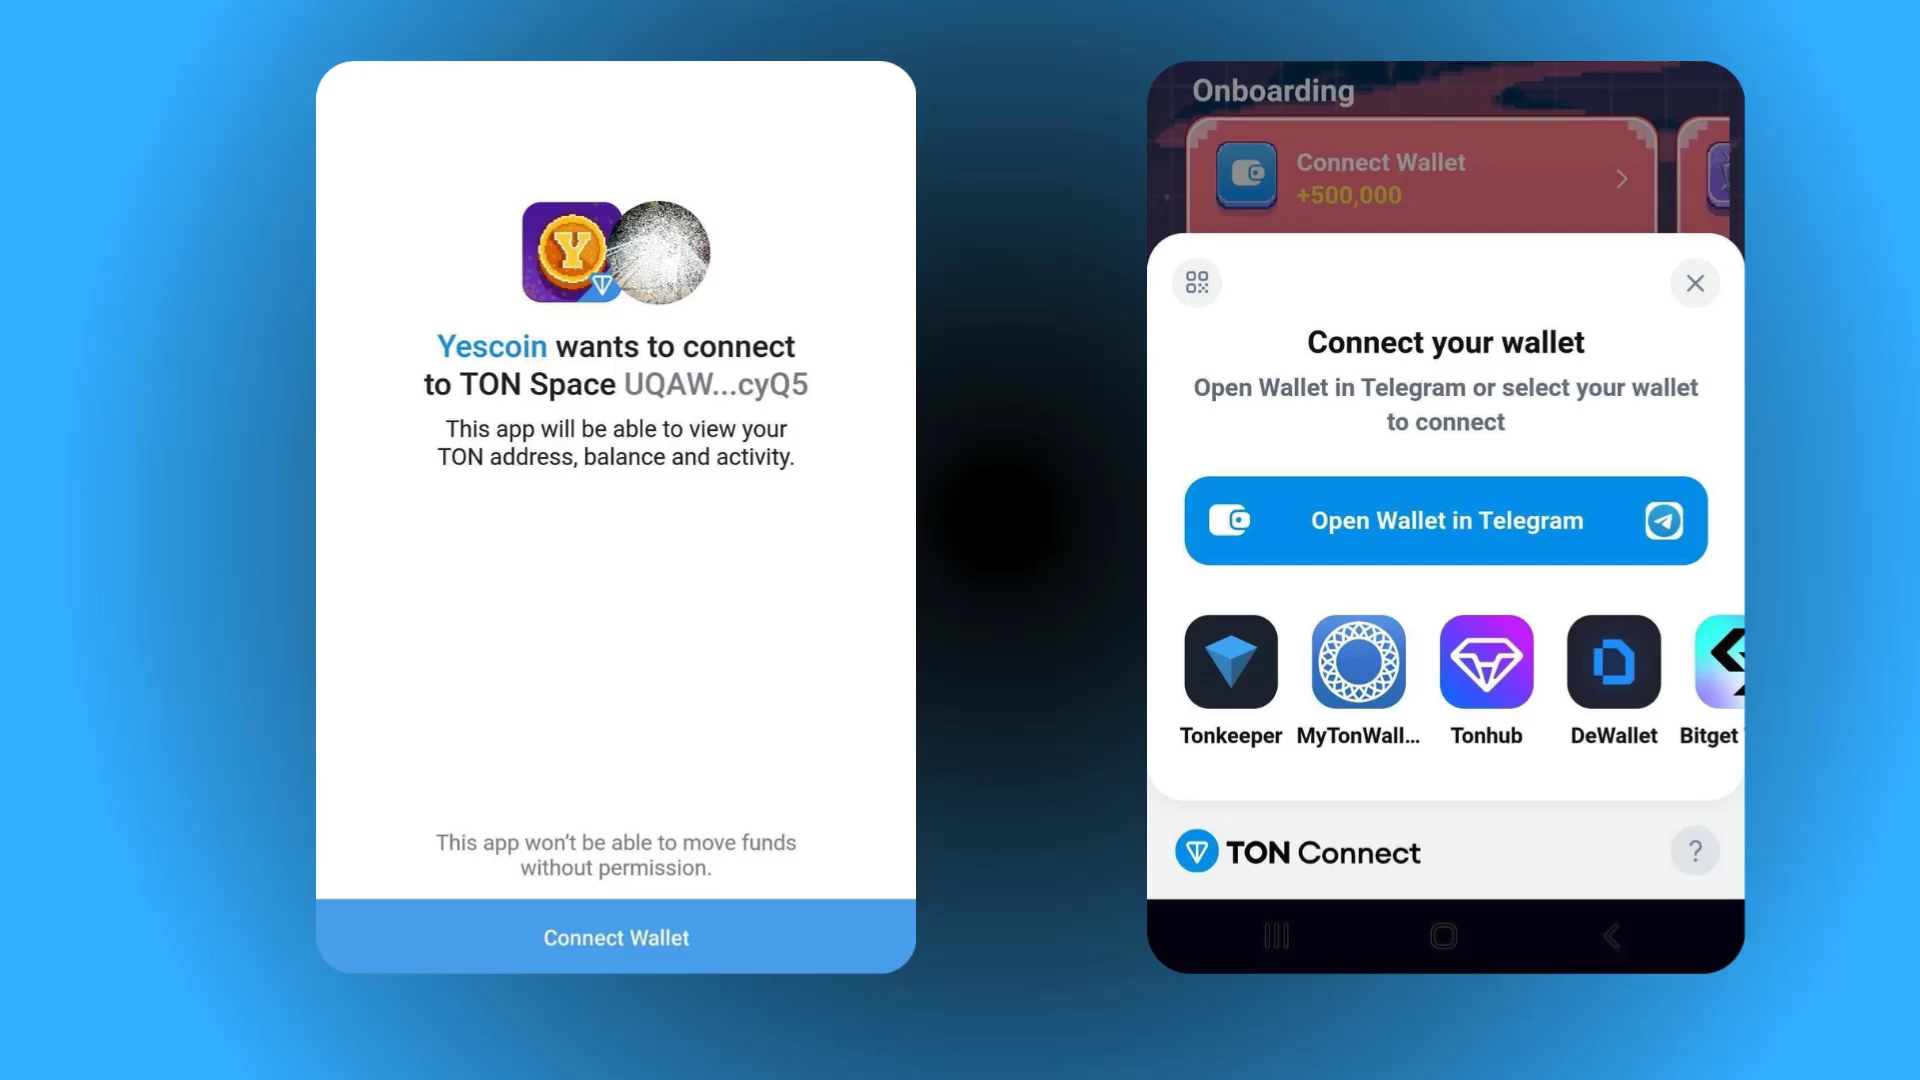 Yescoin wants to connect
to TON Space UQAW...cyQ5
This app will be able to view your
TON address, balance and activity.
This app won't be able to move funds
without permission.
Connect Wallet
Onboarding
Connect Wallet
+500,000
Connect your wallet
Open Wallet in Telegram or select your wallet
to connect
Open Wallet in Telegram
Tonkeeper MyTonWall... Tonhub DeWallet Bitget
TON Connect
?